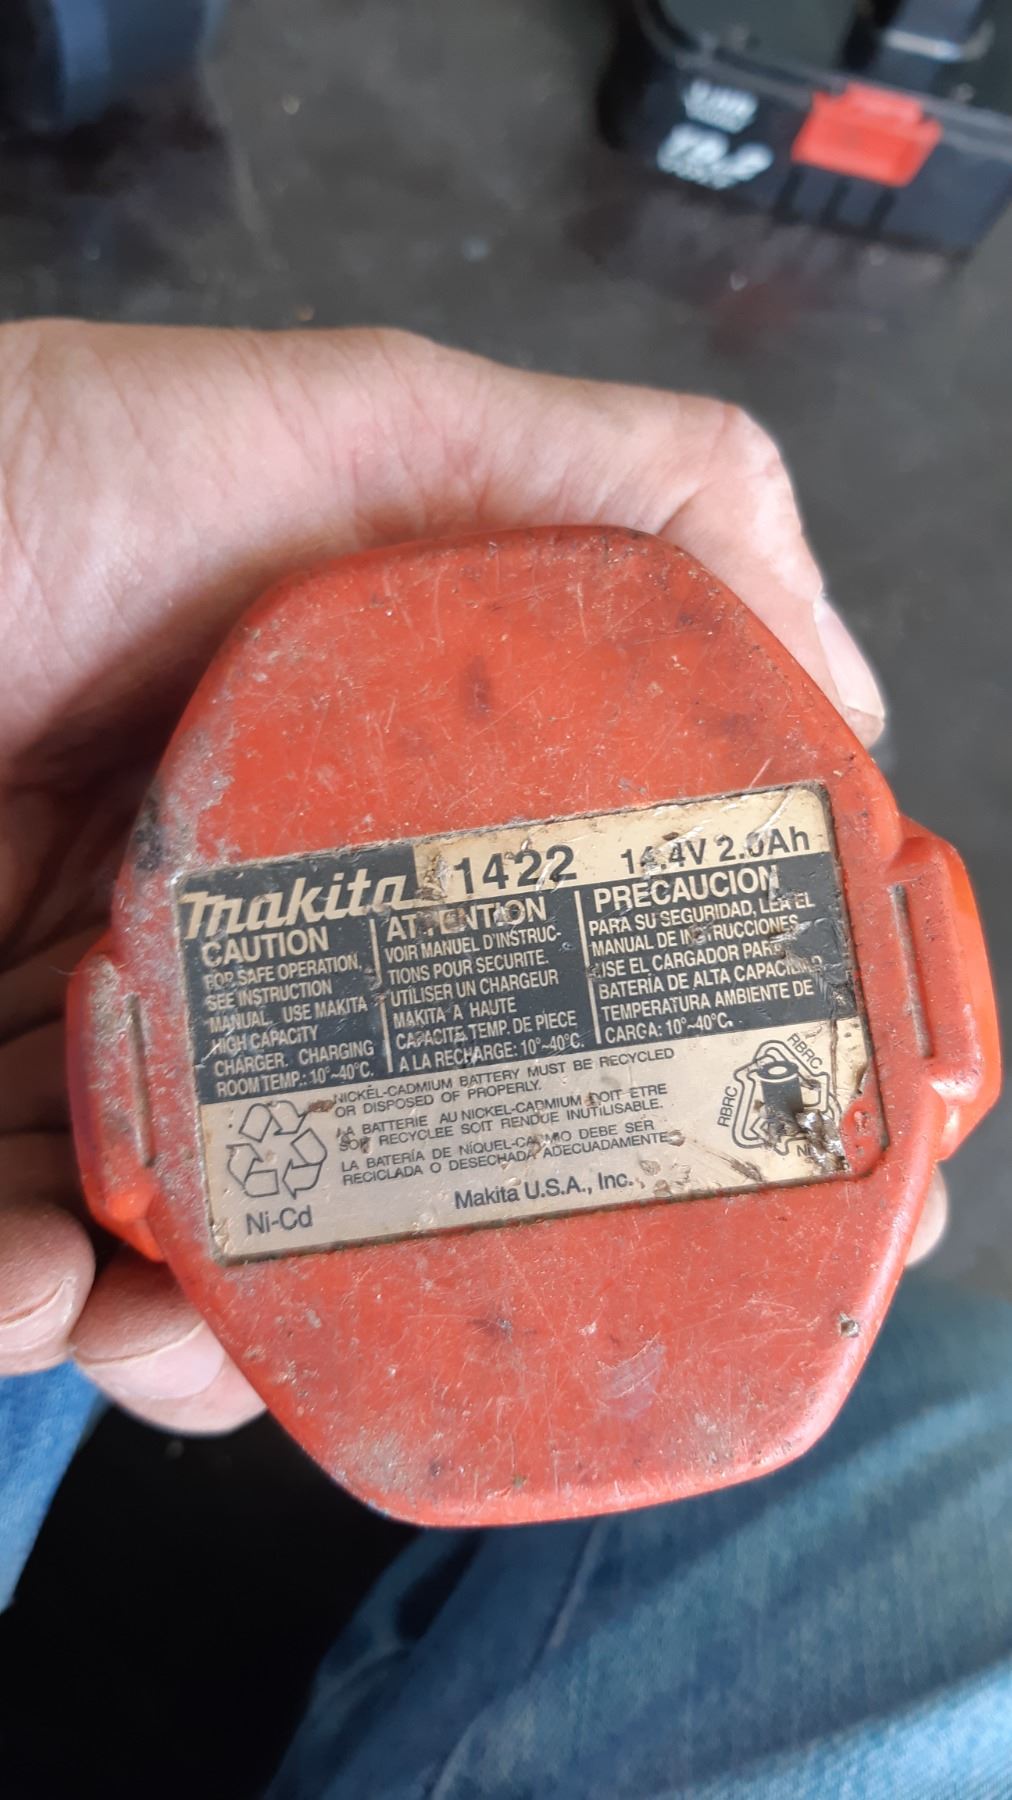 makita 1422 14.4V 2.0Ah
CAUTION
FOR SAFE OPERATION,
SEE INSTRUCTION
MANUAL. USE MAKITA
HIGH CAPACITY
CHARGER. CHARGING
ROOM TEMP.: 10°~40°C.
ATTENTION
VOIR MANUEL D'INSTRUC-
TIONS POUR SECURITE.
UTILISER UN CHARGEUR
MAKITA A HAUTE
CAPACITE, TEMP. DE PIECE
A LA RECHARGE: 10°~40°C.
PRECAUCION
PARA SU SEGURIDAD, LEA EL
MANUAL DE INSTRUCCIONES
USE EL CARGADOR PARA
BATERÍA DE ALTA CAPACIDAD
TEMPERATURA AMBIENTE DE
CARGA: 10°~40°C.
NICKEL-CADMIUM BATTERY MUST BE RECYCLED
OR DISPOSED OF PROPERLY.
LA BATTERIE AU NICKEL-CADMIUM DOIT ETRE
SOIT RECYCLEE SOIT RENDUE INUTILISABLE.
LA BATERÍA DE NÍQUEL-CADMIO DEBE SER
RECICLADA O DESECHADA ADECUADAMENTE
RBRC
RBRC
Ni-Cd
Makita U.S.A., Inc.